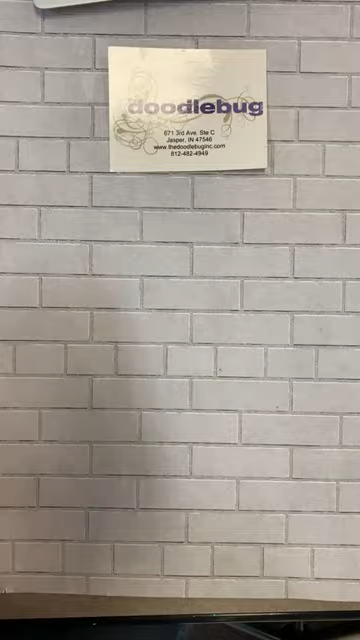 doodlebug
671 3rd Ave. Ste C
Jasper, IN 47546
www.thedoodlebuginc.com
812-482-4949